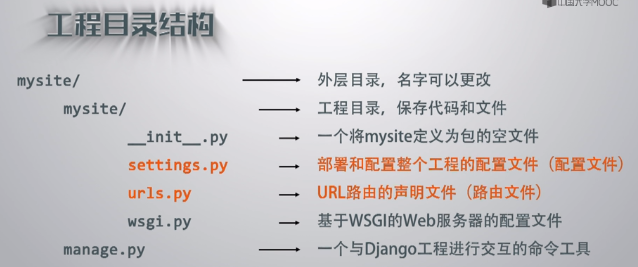 中国大学MOOC
工程目录结构
mysite/ 外层目录，名字可以更改
mysite/ 工程目录，保存代码和文件
__init__.py 一个将mysite定义为包的空文件
settings.py 部署和配置整个工程的配置文件（配置文件）
urls.py URL路由的声明文件（路由文件）
wsgi.py 基于WSGI的Web服务器的配置文件
manage.py 一个与Django工程进行交互的命令工具